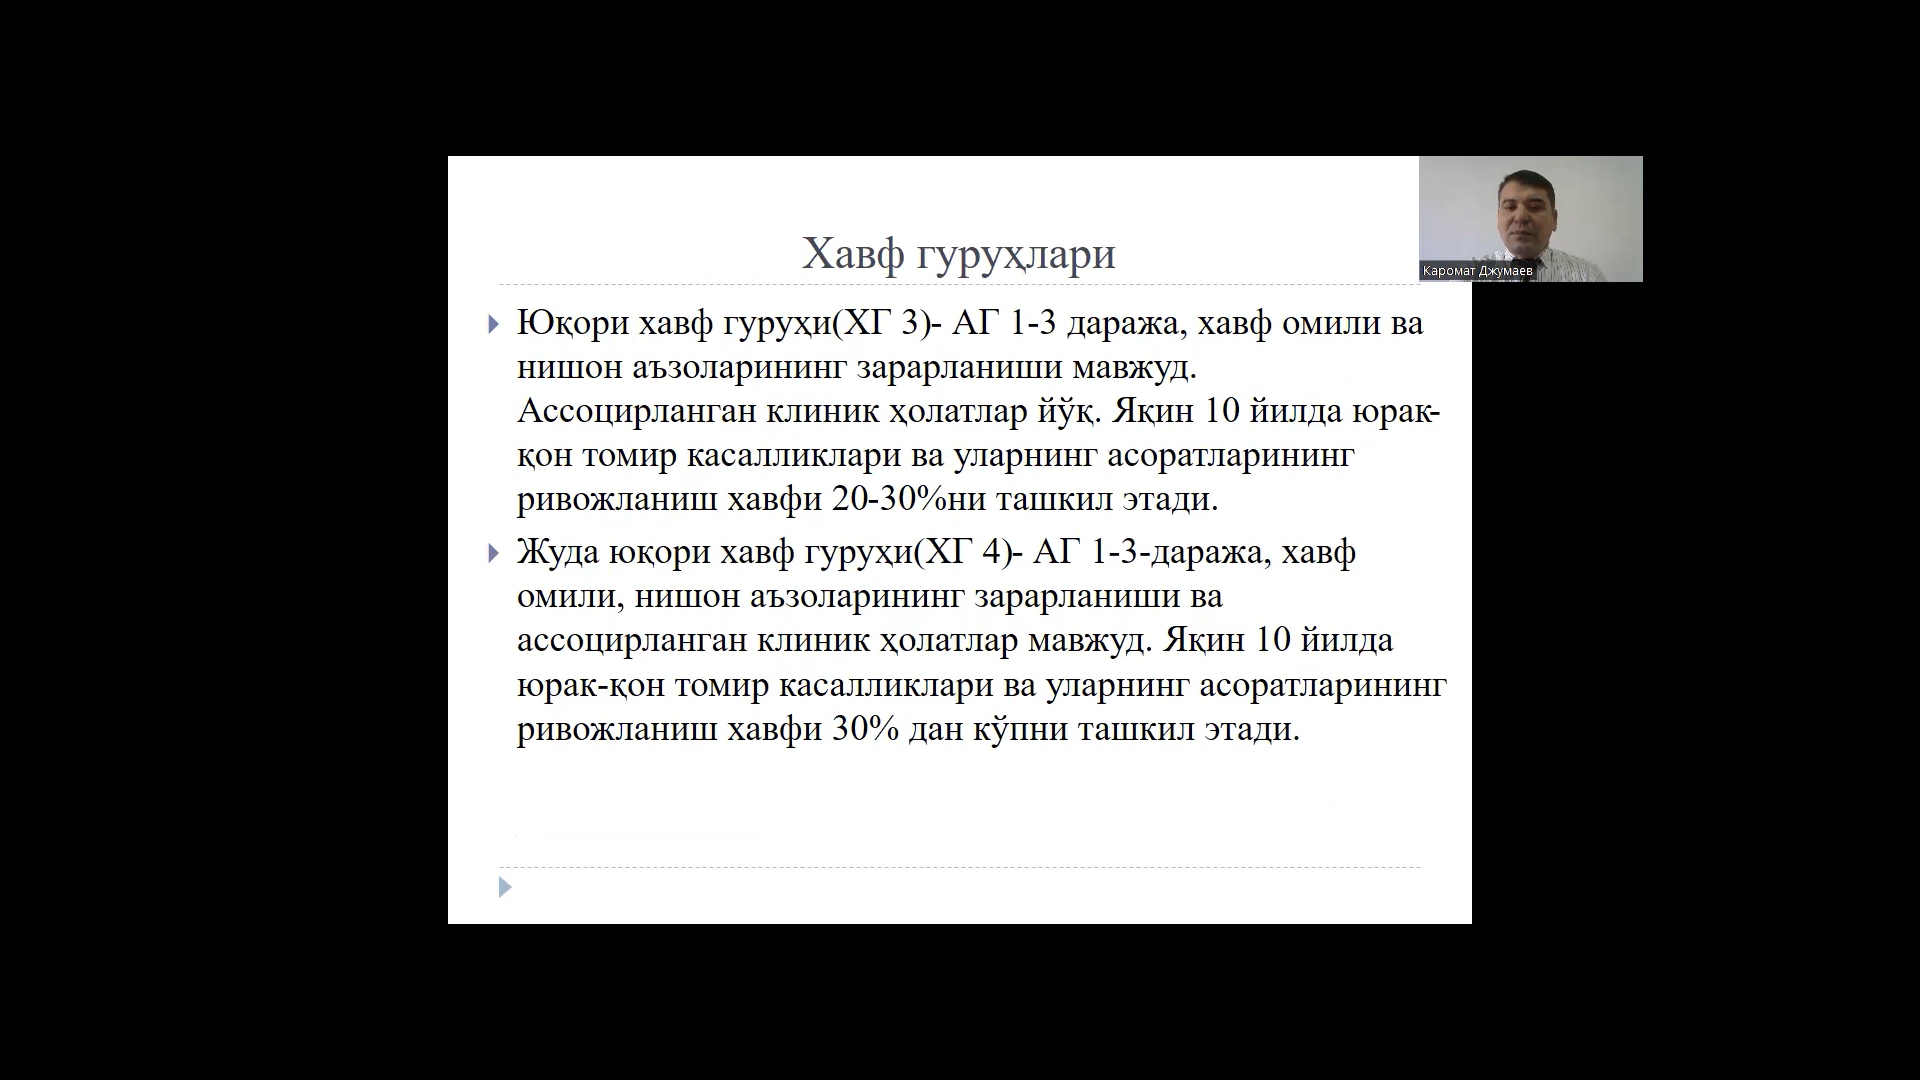 Хавф гуруҳлари
Каромат Джумаев
Юқори хавф гуруҳи(ХГ 3)- АГ 1-3 даража, хавф омили ва
нишон аъзоларининг зарарланиши мавжуд.
Ассоцирланган клиник ҳолатлар йўқ. Яқин 10 йилда юрак-
қон томир касалликлари ва уларнинг асоратларининг
ривожланиш хавфи 20-30%ни ташкил этади.
Жуда юқори хавф гуруҳи(ХГ 4)- АГ 1-3-даража, хавф
омили, нишон аъзоларининг зарарланиши ва
ассоцирланган клиник ҳолатлар мавжуд. Яқин 10 йилда
юрак-қон томир касалликлари ва уларнинг асоратларининг
ривожланиш хавфи 30% дан кўпни ташкил этади.